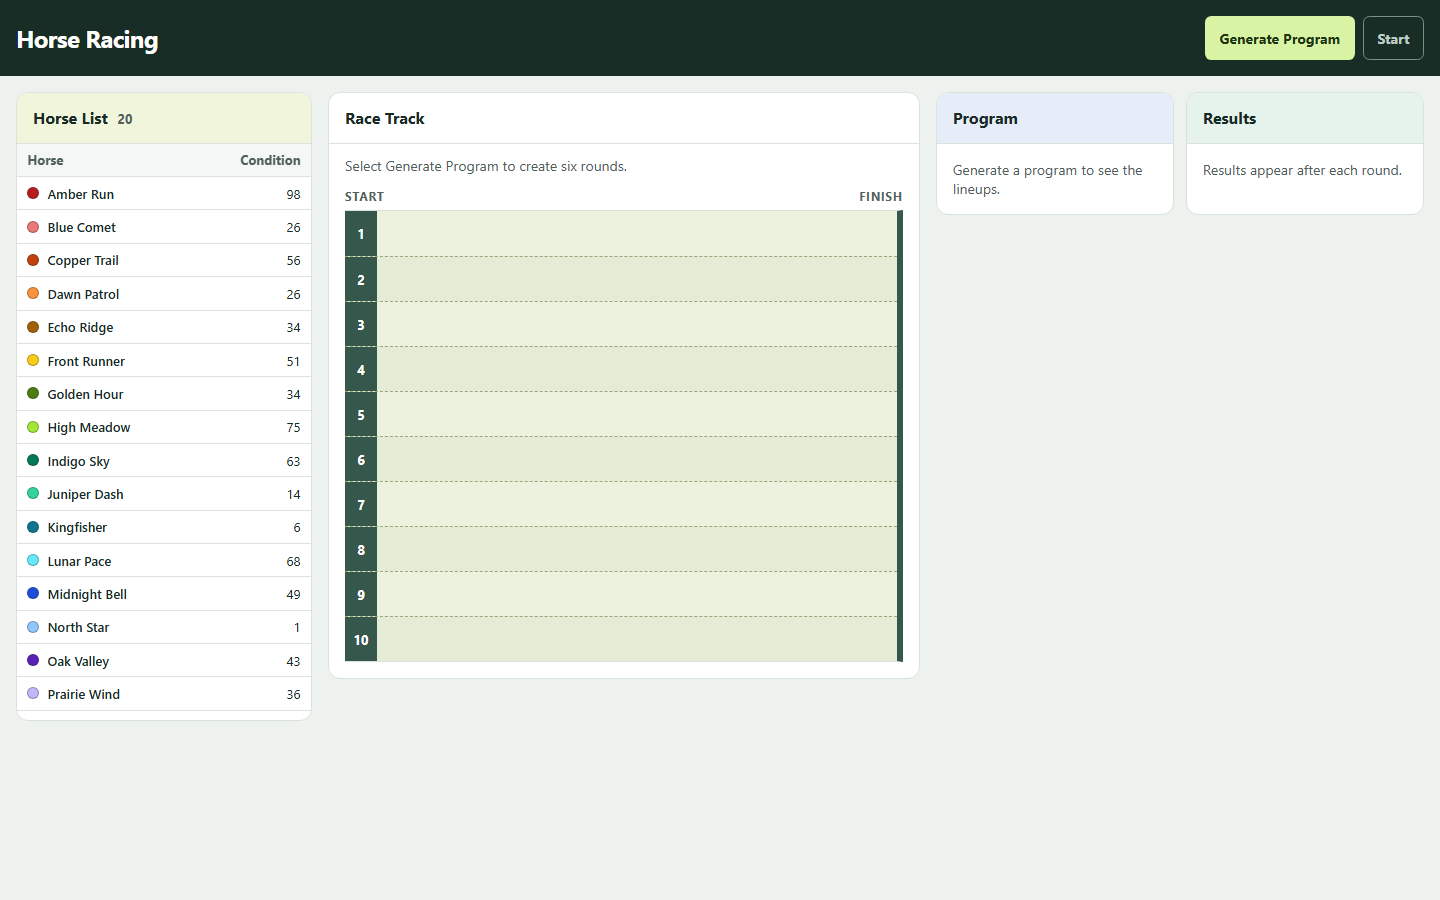 Horse Racing
Generate Program
Start
Horse List 20
Horse Condition
Amber Run 98
Blue Comet 26
Copper Trail 56
Dawn Patrol 26
Echo Ridge 34
Front Runner 51
Golden Hour 34
High Meadow 75
Indigo Sky 63
Juniper Dash 14
Kingfisher 6
Lunar Pace 68
Midnight Bell 49
North Star 1
Oak Valley 43
Prairie Wind 36
Race Track
Select Generate Program to create six rounds.
START FINISH
1
2
3
4
5
6
7
8
9
10
Program
Generate a program to see the
lineups.
Results
Results appear after each round.